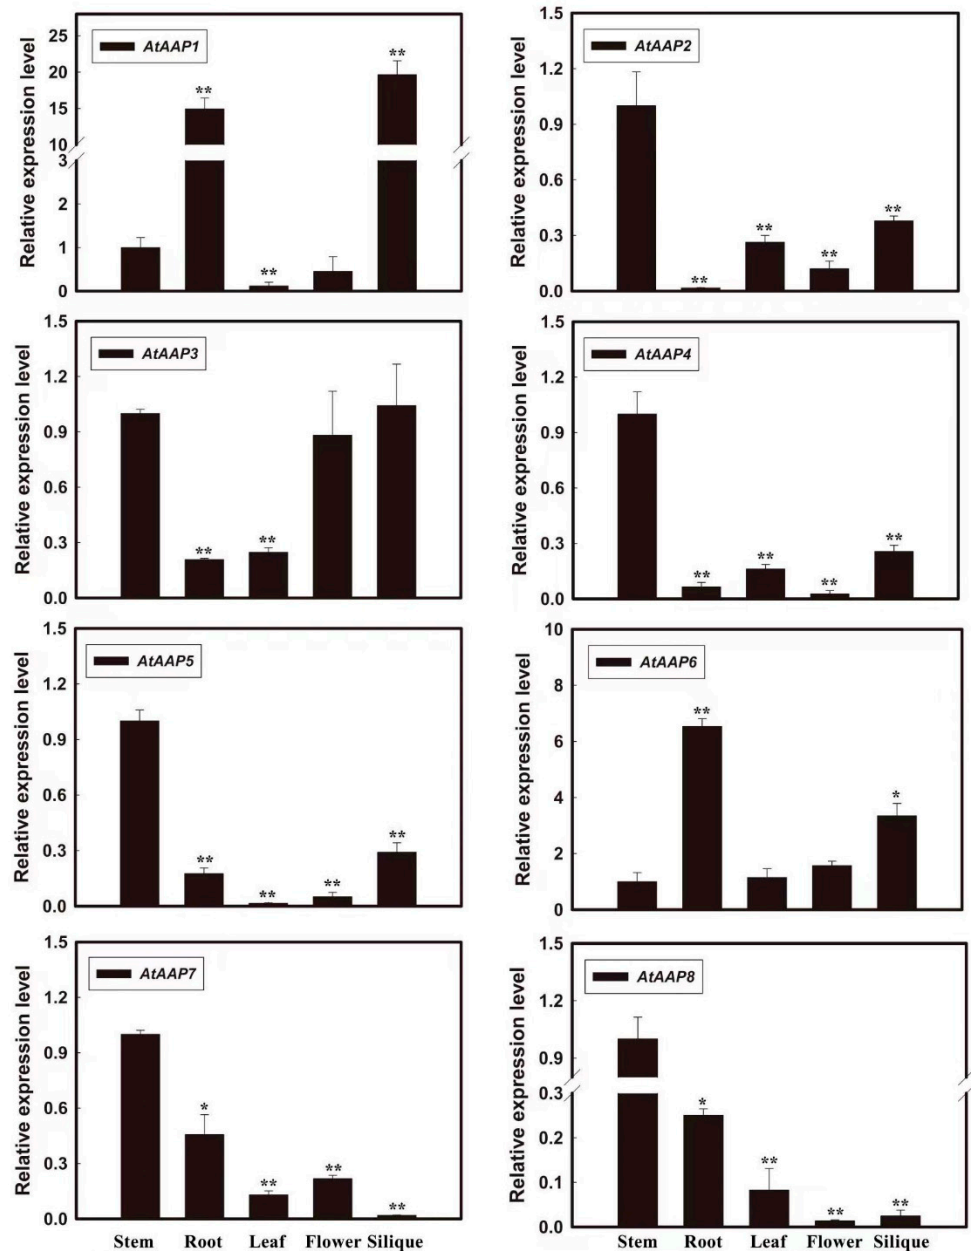 AtAAP1
Relative expression level
25
20
15
10
3
2
1
0
** ** **
AtAAP2
Relative expression level
1.5
1.2
0.9
0.6
0.3
0.0
** ** ** **
AtAAP3
Relative expression level
1.5
1.2
0.9
0.6
0.3
0.0
** **
AtAAP4
Relative expression level
1.5
1.2
0.9
0.6
0.3
0.0
** ** ** **
AtAAP5
Relative expression level
1.5
1.2
0.9
0.6
0.3
0.0
** ** ** **
AtAAP6
Relative expression level
10
8
6
4
2
0
** *
AtAAP7
Relative expression level
1.5
1.2
0.9
0.6
0.3
0.0
* ** ** **
Stem Root Leaf Flower Silique
AtAAP8
Relative expression level
1.5
1.2
0.9
0.3
0.2
0.1
0.0
* ** ** **
Stem Root Leaf Flower Silique